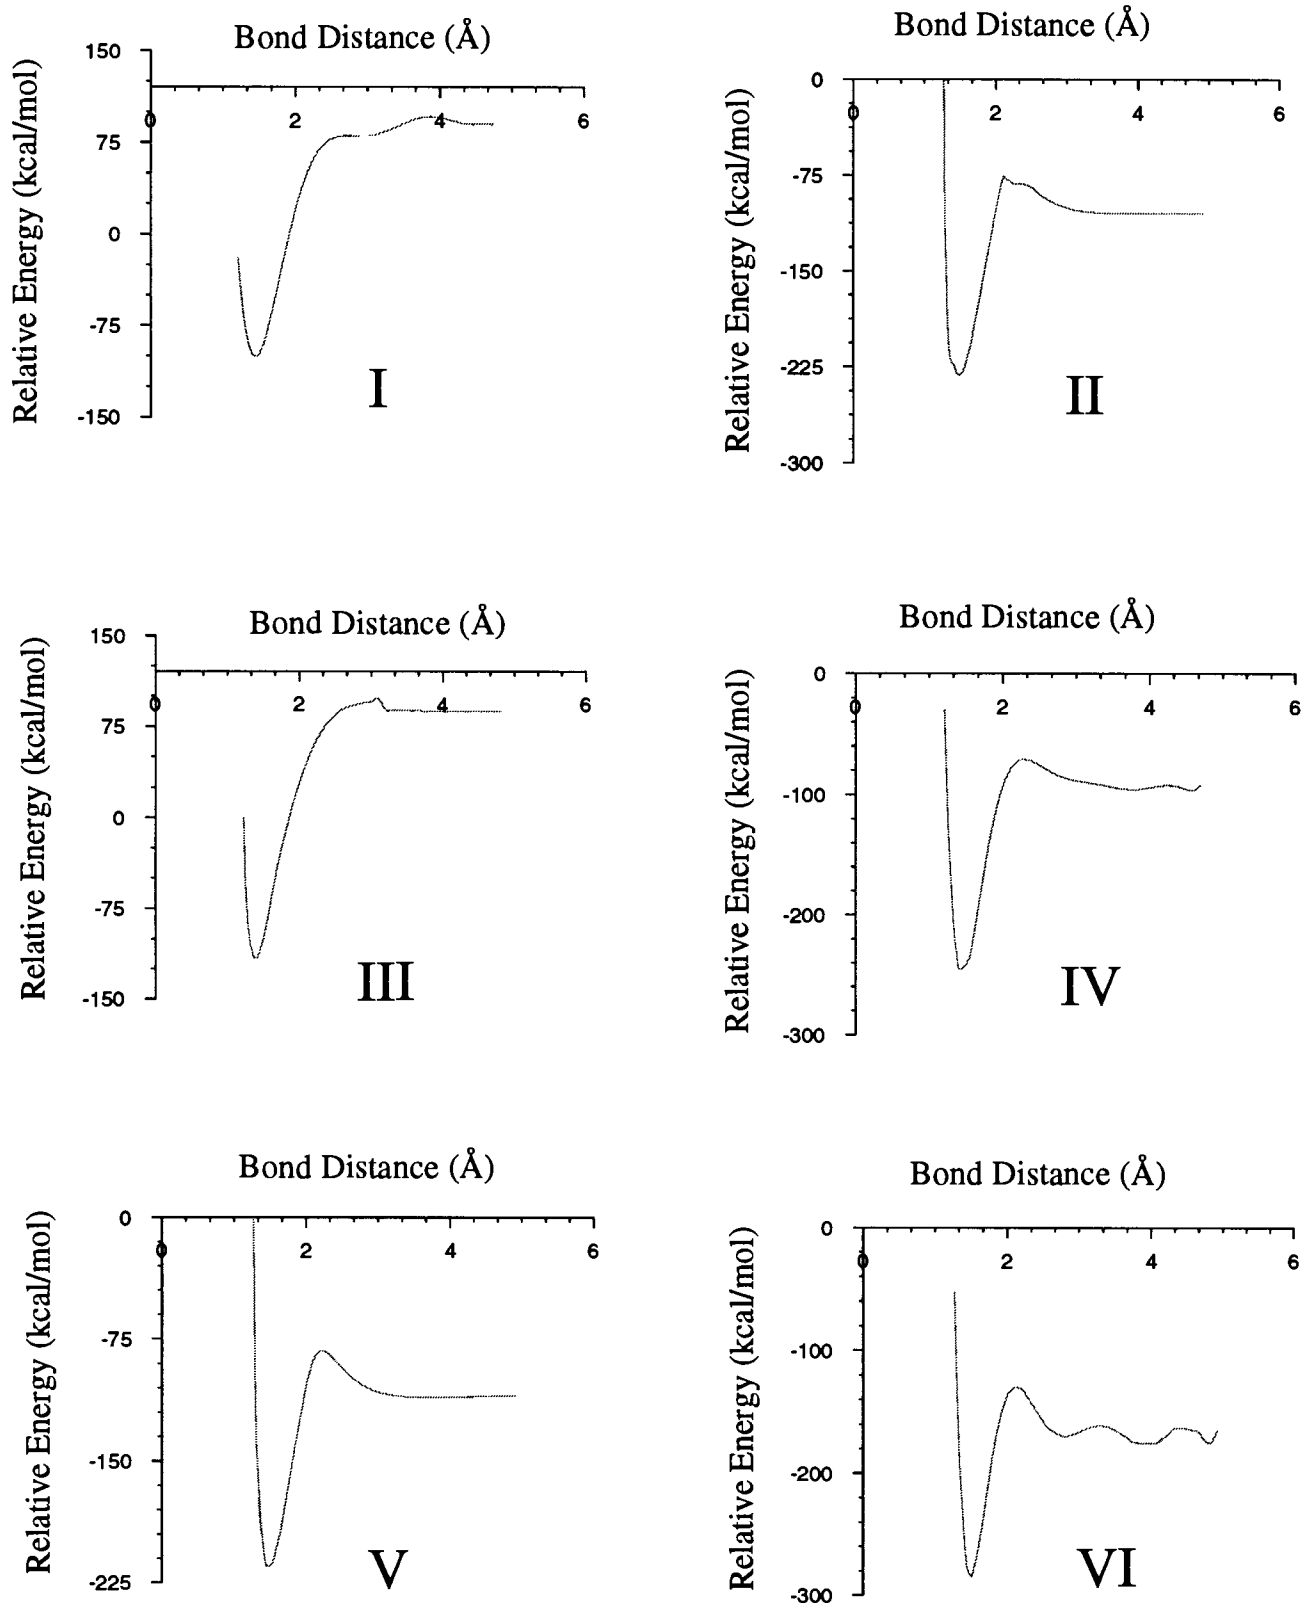 Bond Distance (Å)
Relative Energy (kcal/mol)
150
75
0
-75
-150
0
2
4
6
I
Bond Distance (Å)
Relative Energy (kcal/mol)
0
-75
-150
-225
-300
0
2
4
6
II
Bond Distance (Å)
Relative Energy (kcal/mol)
150
75
0
-75
-150
0
2
4
6
III
Bond Distance (Å)
Relative Energy (kcal/mol)
0
-100
-200
-300
0
2
4
6
IV
Bond Distance (Å)
Relative Energy (kcal/mol)
0
-75
-150
-225
0
2
4
6
V
Bond Distance (Å)
Relative Energy (kcal/mol)
0
-100
-200
-300
0
2
4
6
VI